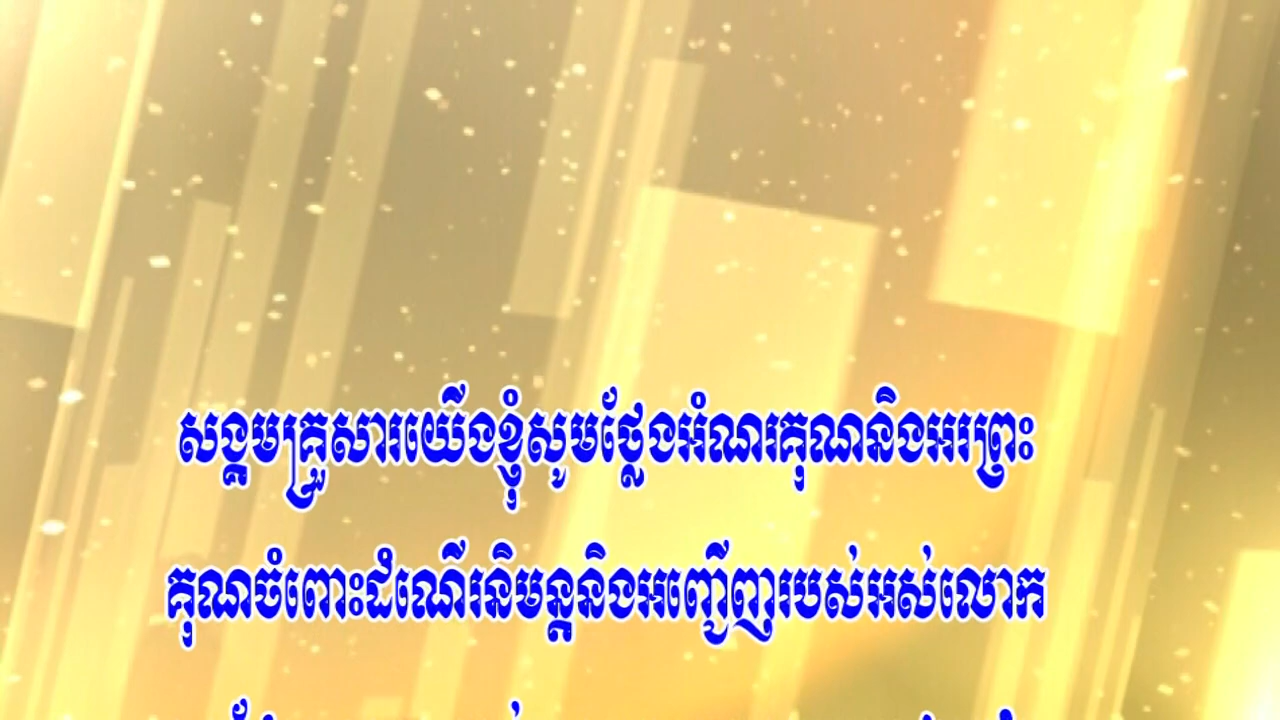 សង្គមគ្រួសារយើងខ្ញុំសូមថ្លែងអំណរគុណនិងអរព្រះ
គុណចំពោះដំណើរនិមន្តនិងអញ្ជើញរបស់អស់លោក